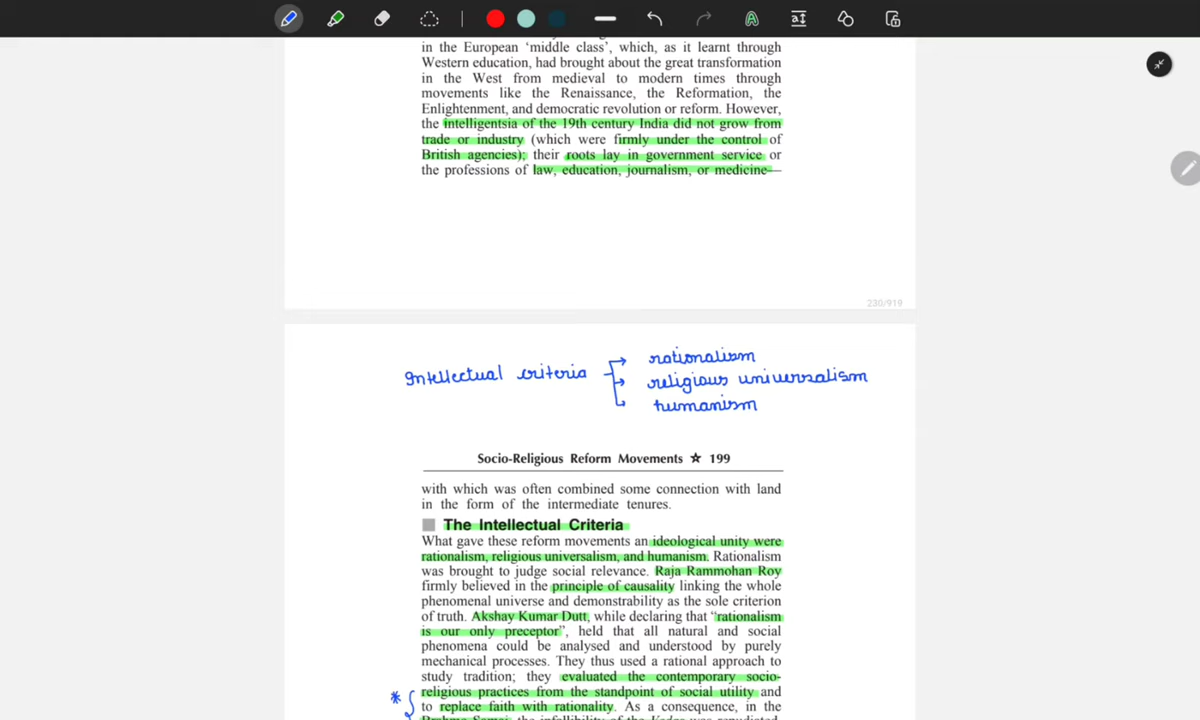 in the European ‘middle class’, which, as it learnt through
Western education, had brought about the great transformation
in the West from medieval to modern times through
movements like the Renaissance, the Reformation, the
Enlightenment, and democratic revolution or reform. However,
the intelligentsia of the 19th century India did not grow from
trade or industry (which were firmly under the control of
British agencies); their roots lay in government service or
the professions of law, education, journalism, or medicine—
230/919
Intellectual criteria
rationalism
religious universalism
humanism
Socio-Religious Reform Movements ☆ 199
with which was often combined some connection with land
in the form of the intermediate tenures.
The Intellectual Criteria
What gave these reform movements an ideological unity were
rationalism, religious universalism, and humanism. Rationalism
was brought to judge social relevance. Raja Rammohan Roy
firmly believed in the principle of causality linking the whole
phenomenal universe and demonstrability as the sole criterion
of truth. Akshay Kumar Dutt, while declaring that “rationalism
is our only preceptor”, held that all natural and social
phenomena could be analysed and understood by purely
mechanical processes. They thus used a rational approach to
study tradition; they evaluated the contemporary socio-
religious practices from the standpoint of social utility and
to replace faith with rationality. As a consequence, in the